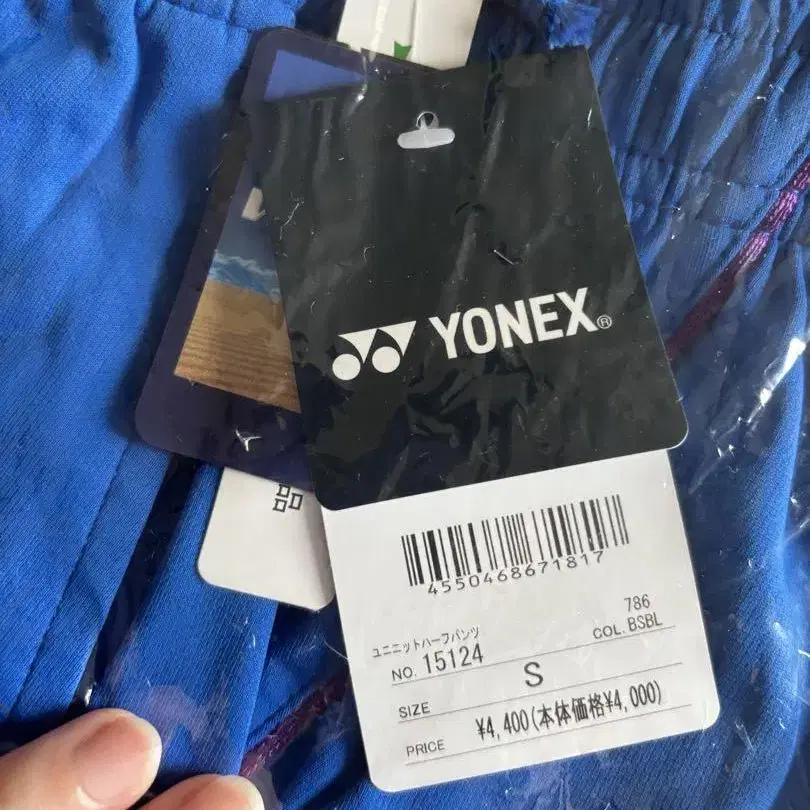 YONEX®
4550468671817
786
ユニニットハーフパンツ
NO. 15124
COL. BSBL
SIZE S
PRICE ¥4,400(本体価格¥4,000)
品